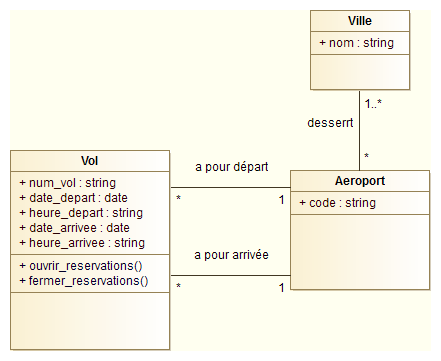 Ville
+ nom : string
1..*
desserrt
*
Aeroport
+ code : string
Vol
+ num_vol : string
+ date_depart : date
+ heure_depart : string
+ date_arrivee : date
+ heure_arrivee : string
+ ouvrir_reservations()
+ fermer_reservations()
a pour départ
* 1
a pour arrivée
* 1